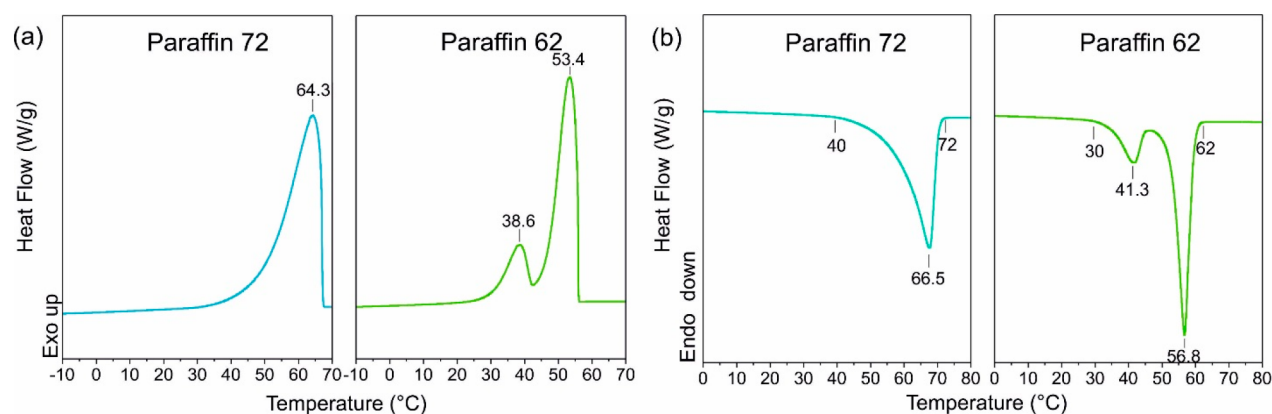 (a)
Paraffin 72
Paraffin 62
64.3
53.4
38.6
Heat Flow (W/g)
Exo up
-10 0 10 20 30 40 50 60 70
-10 0 10 20 30 40 50 60 70
Temperature (°C)
(b)
Paraffin 72
Paraffin 62
40
72
66.5
30
62
41.3
56.8
Heat Flow (W/g)
Endo down
0 10 20 30 40 50 60 70 80
0 10 20 30 40 50 60 70 80
Temperature (°C)